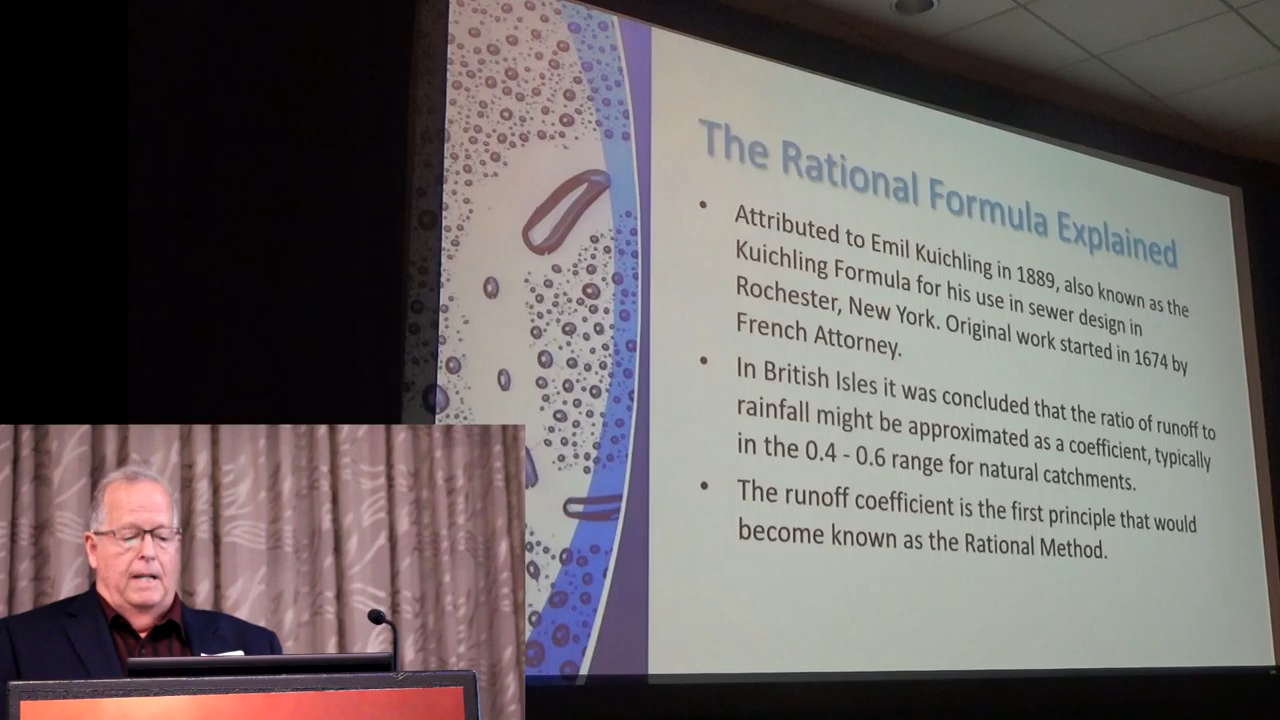 The Rational Formula Explained
• Attributed to Emil Kuichling in 1889, also known as the
Kuichling Formula for his use in sewer design in
Rochester, New York. Original work started in 1674 by
French Attorney.
• In British Isles it was concluded that the ratio of runoff to
rainfall might be approximated as a coefficient, typically
in the 0.4 - 0.6 range for natural catchments.
• The runoff coefficient is the first principle that would
become known as the Rational Method.